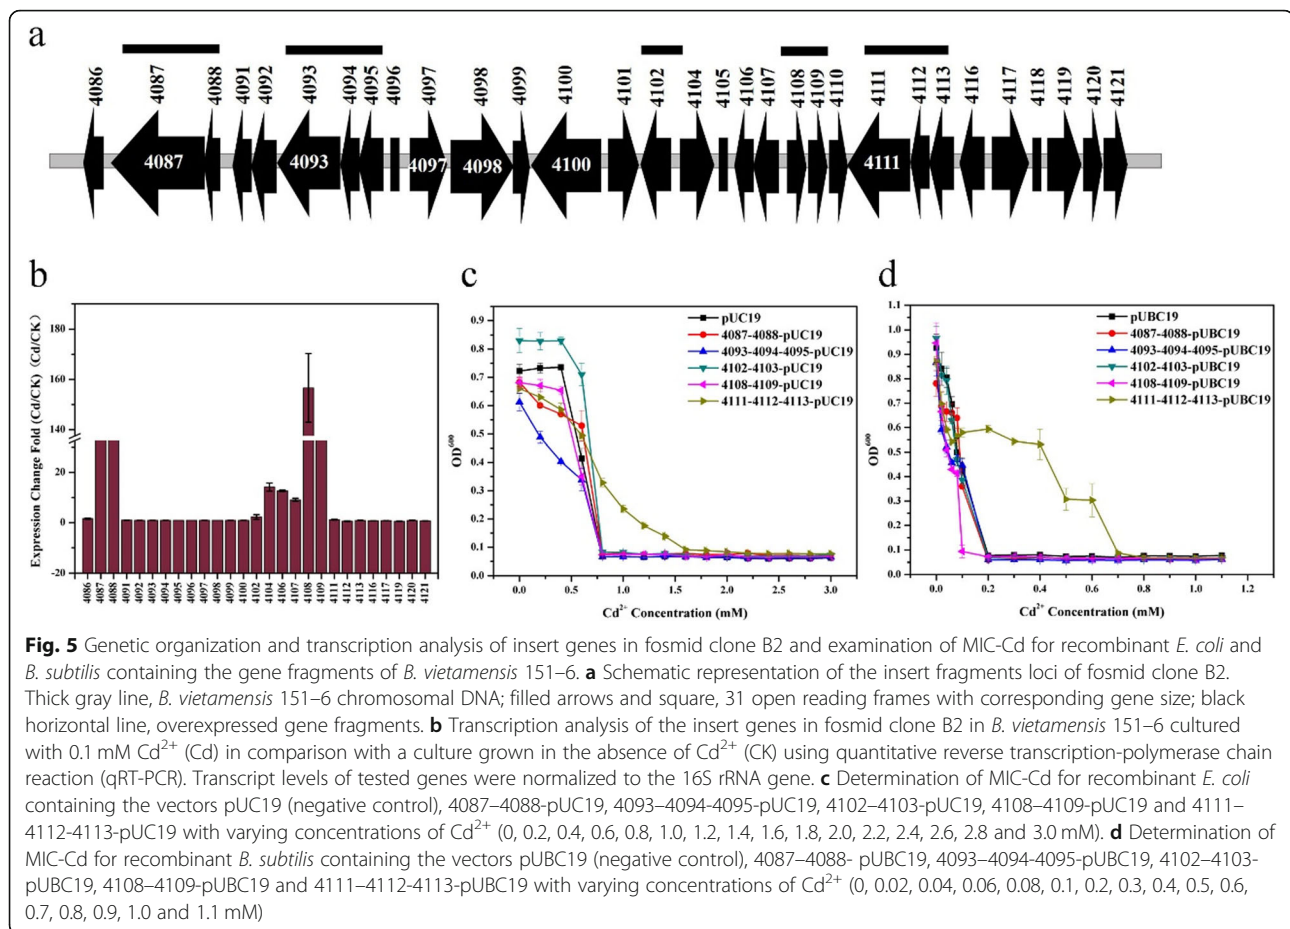 a
4086 4087 4088 4091 4092 4093 4094 4095 4096 4097 4098 4099 4100 4101 4102 4104 4105 4106 4107 4108 4109 4110 4111 4112 4113 4116 4117 4118 4119 4120 4121
4087 4093 4097 4098 4100 4111
b
Expression Change Fold (Cd/CK) (Cd/CK)
180
160
140
20
0
-20
4086 4087 4088 4091 4092 4093 4094 4095 4096 4097 4098 4099 4100 4102 4104 4106 4107 4108 4109 4111 4112 4113 4116 4117 4119 4120 4121
c
OD600
0.9
0.8
0.7
0.6
0.5
0.4
0.3
0.2
0.1
0.0
pUC19
4087-4088-pUC19
4093-4094-4095-pUC19
4102-4103-pUC19
4108-4109-pUC19
4111-4112-4113-pUC19
0.0 0.5 1.0 1.5 2.0 2.5 3.0
Cd2+ Concentration (mM)
d
OD600
1.1
1.0
0.9
0.8
0.7
0.6
0.5
0.4
0.3
0.2
0.1
0.0
pUBC19
4087-4088-pUBC19
4093-4094-4095-pUBC19
4102-4103-pUBC19
4108-4109-pUBC19
4111-4112-4113-pUBC19
0.0 0.2 0.4 0.6 0.8 1.0 1.2
Cd2+ Concentration (mM)
Fig. 5 Genetic organization and transcription analysis of insert genes in fosmid clone B2 and examination of MIC-Cd for recombinant E. coli and
B. subtilis containing the gene fragments of B. vietamensis 151–6. a Schematic representation of the insert fragments loci of fosmid clone B2.
Thick gray line, B. vietamensis 151–6 chromosomal DNA; filled arrows and square, 31 open reading frames with corresponding gene size; black
horizontal line, overexpressed gene fragments. b Transcription analysis of the insert genes in fosmid clone B2 in B. vietamensis 151–6 cultured
with 0.1 mM Cd2+ (Cd) in comparison with a culture grown in the absence of Cd2+ (CK) using quantitative reverse transcription-polymerase chain
reaction (qRT-PCR). Transcript levels of tested genes were normalized to the 16S rRNA gene. c Determination of MIC-Cd for recombinant E. coli
containing the vectors pUC19 (negative control), 4087–4088-pUC19, 4093–4094-4095-pUC19, 4102–4103-pUC19, 4108–4109-pUC19 and 4111–
4112-4113-pUC19 with varying concentrations of Cd2+ (0, 0.2, 0.4, 0.6, 0.8, 1.0, 1.2, 1.4, 1.6, 1.8, 2.0, 2.2, 2.4, 2.6, 2.8 and 3.0 mM). d Determination of
MIC-Cd for recombinant B. subtilis containing the vectors pUBC19 (negative control), 4087–4088- pUBC19, 4093–4094-4095-pUBC19, 4102–4103-
pUBC19, 4108–4109-pUBC19 and 4111–4112-4113-pUBC19 with varying concentrations of Cd2+ (0, 0.02, 0.04, 0.06, 0.08, 0.1, 0.2, 0.3, 0.4, 0.5, 0.6,
0.7, 0.8, 0.9, 1.0 and 1.1 mM)